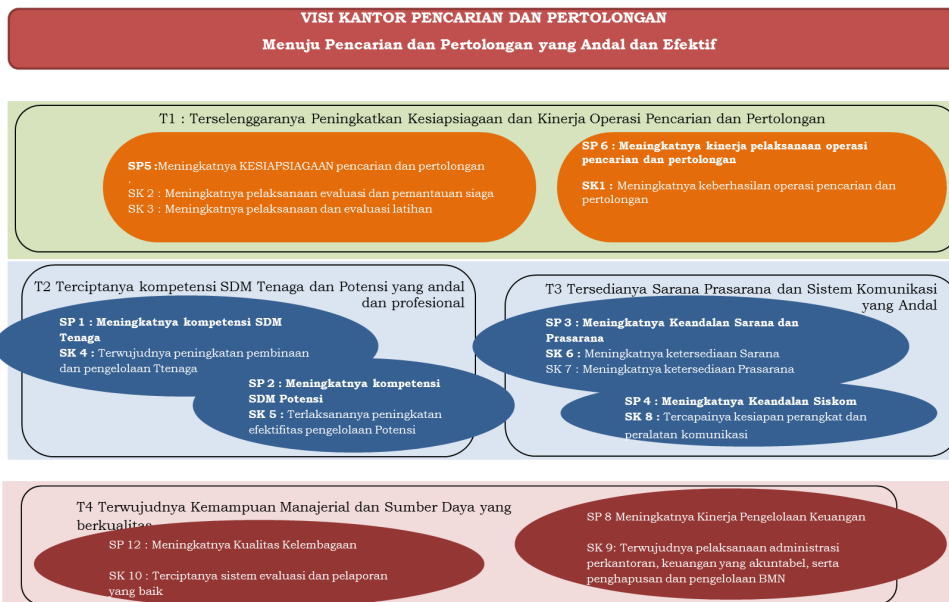 VISI KANTOR PENCARIAN DAN PERTOLONGAN
Menuju Pencarian dan Pertolongan yang Andal dan Efektif
T1 : Terselenggaranya Peningkatkan Kesiapsiagaan dan Kinerja Operasi Pencarian dan Pertolongan
SP5 :Meningkatnya KESIAPSIAGAAN pencarian dan pertolongan
.
SK 2 : Meningkatnya pelaksanaan evaluasi dan pemantauan siaga
SK 3 : Meningkatnya pelaksanaan dan evaluasi latihan
SP 6 : Meningkatnya kinerja pelaksanaan operasi
pencarian dan pertolongan
SK1 : Meningkatnya keberhasilan operasi pencarian dan
pertolongan
T2 Terciptanya kompetensi SDM Tenaga dan Potensi yang andal
dan profesional
SP 1 : Meningkatnya kompetensi SDM
Tenaga
SK 4 : Terwujudnya peningkatan pembinaan
dan pengelolaan Ttenaga
SP 2 : Meningkatnya kompetensi
SDM Potensi
SK 5 : Terlaksananya peningkatan
efektifitas pengelolaan Potensi
T3 Tersedianya Sarana Prasarana dan Sistem Komunikasi
yang Andal
SP 3 : Meningkatnya Keandalan Sarana dan
Prasarana
SK 6 : Meningkatnya ketersediaan Sarana
SK 7 : Meningkatnya ketersediaan Prasarana
SP 4 : Meningkatnya Keandalan Siskom
SK 8 : Tercapainya kesiapan perangkat dan
peralatan komunikasi
T4 Terwujudnya Kemampuan Manajerial dan Sumber Daya yang
berkualitas
SP 12 : Meningkatnya Kualitas Kelembagaan
SK 10 : Terciptanya sistem evaluasi dan pelaporan
yang baik
SP 8 Meningkatnya Kinerja Pengelolaan Keuangan
SK 9: Terwujudnya pelaksanaan administrasi
perkantoran, keuangan yang akuntabel, serta
penghapusan dan pengelolaan BMN